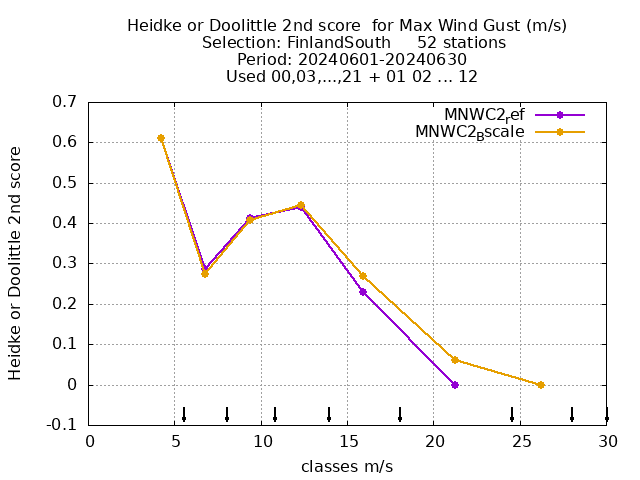 Heidke or Doolittle 2nd score  for Max Wind Gust (m/s)
Selection: FinlandSouth     52 stations
Period: 20240601-20240630
Used 00,03,...,21 + 01 02 ... 12
MNWC2_ref
MNWC2_Bscale
Heidke or Doolittle 2nd score
0.7
0.6
0.5
0.4
0.3
0.2
0.1
0
-0.1
0 5 10 15 20 25 30
classes m/s